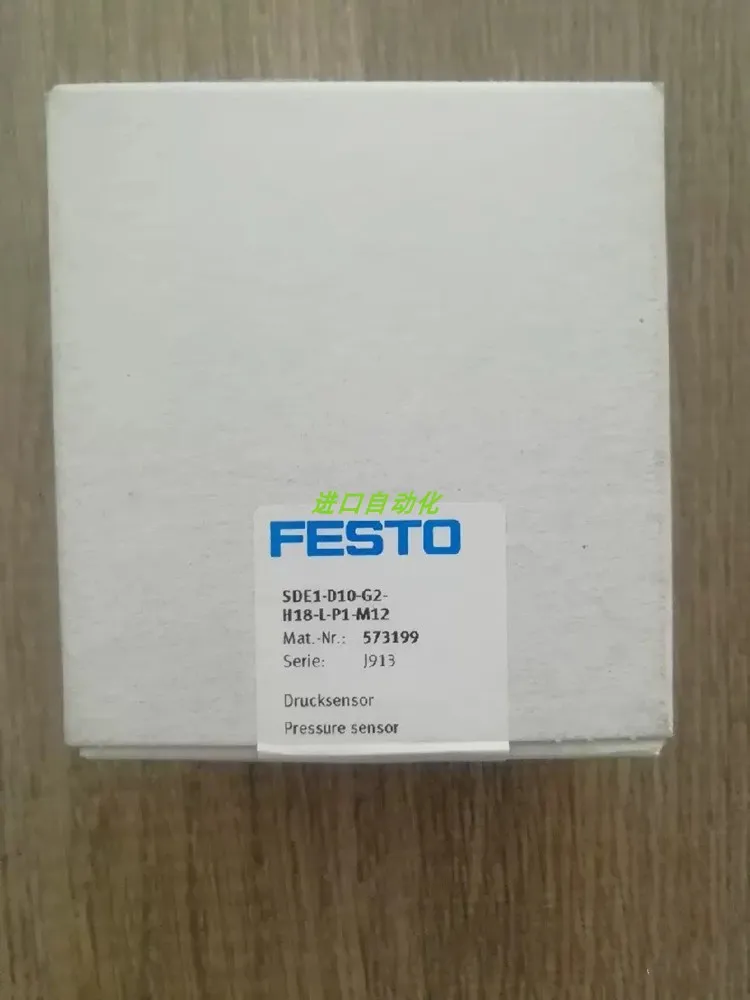 进口自动化
FESTO
SDE1-D10-G2-
H18-L-P1-M12
Mat.-Nr.: 573199
Serie: J913
Drucksensor
Pressure sensor